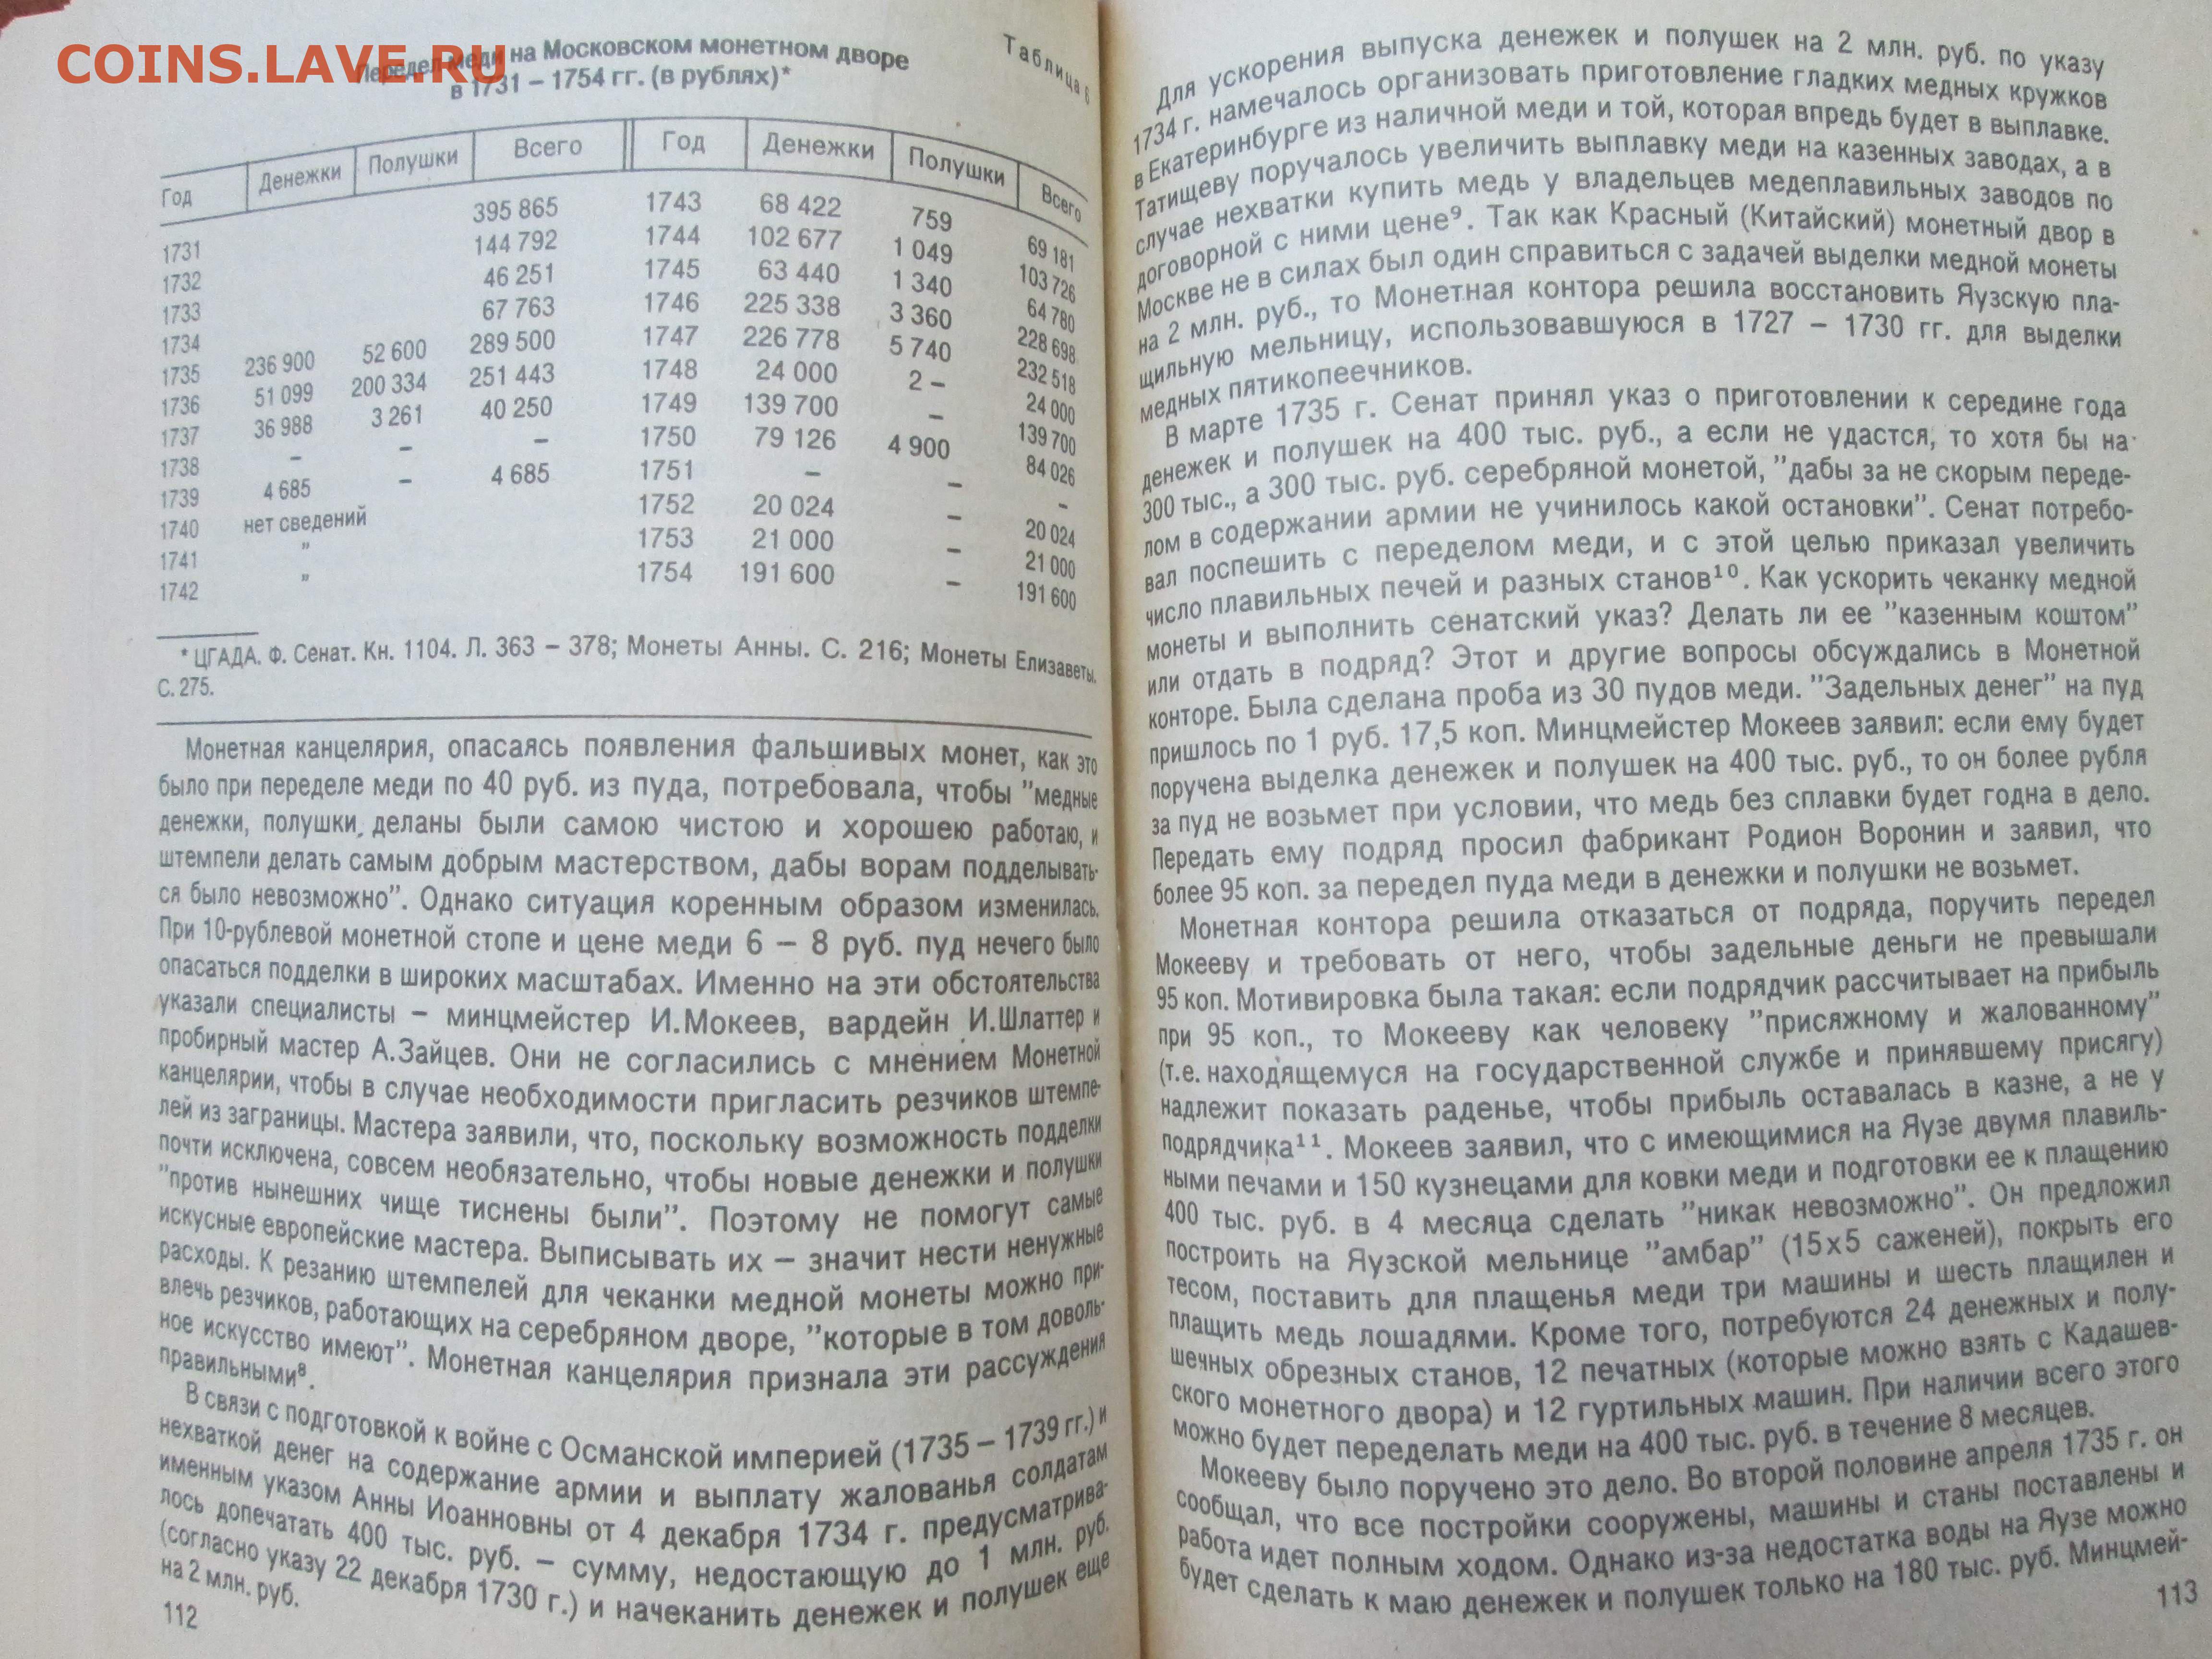 COINS.LAVE.RU
Таблица 6
Передел меди на Московском монетном дворе
в 1731 – 1754 гг. (в рублях)*
Год Денежки Полушки Всего Год Денежки Полушки Всего
1731 395 865 1743 68 422 759 69 181
1732 144 792 1744 102 677 1 049 103 726
1733 46 251 1745 63 440 1 340 64 780
1734 67 763 1746 225 338 3 360 228 698
1735 236 900 52 600 289 500 1747 226 778 5 740 232 518
1736 51 099 200 334 251 443 1748 24 000 2 – 24 000
1737 36 988 3 261 40 250 1749 139 700 – 139 700
1738 – – – 1750 79 126 4 900 84 026
1739 4 685 – 4 685 1751 – – –
1740 нет сведений 1752 20 024 – 20 024
1741 " 1753 21 000 – 21 000
1742 " 1754 191 600 – 191 600
* ЦГАДА. Ф. Сенат. Кн. 1104. Л. 363 – 378; Монеты Анны. С. 216; Монеты Елизаветы.
С. 275.
Монетная канцелярия, опасаясь появления фальшивых монет, как это
было при переделе меди по 40 руб. из пуда, потребовала, чтобы "медные
денежки, полушки деланы были самою чистою и хорошею работаю, и
штемпели делать самым добрым мастерством, дабы ворам подделывать-
ся было невозможно". Однако ситуация коренным образом изменилась.
При 10-рублевой монетной стопе и цене меди 6 – 8 руб. пуд нечего было
опасаться подделки в широких масштабах. Именно на эти обстоятельства
указали специалисты – минцмейстер И.Мокеев, вардейн И.Шлаттер и
пробирный мастер А.Зайцев. Они не согласились с мнением Монетной
канцелярии, чтобы в случае необходимости пригласить резчиков штемпе-
лей из заграницы. Мастера заявили, что, поскольку возможность подделки
почти исключена, совсем необязательно, чтобы новые денежки и полушки
"против нынешних чище тиснены были". Поэтому не помогут самые
искусные европейские мастера. Выписывать их – значит нести ненужные
расходы. К резанию штемпелей для чеканки медной монеты можно при-
влечь резчиков, работающих на серебряном дворе, "которые в том доволь-
ное искусство имеют". Монетная канцелярия признала эти рассуждения
правильными⁸.
В связи с подготовкой к войне с Османской империей (1735 – 1739 гг.) и
нехваткой денег на содержание армии и выплату жалованья солдатам
именным указом Анны Иоанновны от 4 декабря 1734 г. предусматрива-
лось допечатать 400 тыс. руб. – сумму, недостающую до 1 млн. руб.
(согласно указу 22 декабря 1730 г.) и начеканить денежек и полушек еще
на 2 млн. руб.
112
Для ускорения выпуска денежек и полушек на 2 млн. руб. по указу
1734 г. намечалось организовать приготовление гладких медных кружков
в Екатеринбурге из наличной меди и той, которая впредь будет в выплавке.
Татищеву поручалось увеличить выплавку меди на казенных заводах, а в
случае нехватки купить медь у владельцев медеплавильных заводов по
договорной с ними цене⁹. Так как Красный (Китайский) монетный двор в
Москве не в силах был один справиться с задачей выделки медной монеты
на 2 млн. руб., то Монетная контора решила восстановить Яузскую пла-
щильную мельницу, использовавшуюся в 1727 – 1730 гг. для выделки
медных пятикопеечников.
В марте 1735 г. Сенат принял указ о приготовлении к середине года
денежек и полушек на 400 тыс. руб., а если не удастся, то хотя бы на
300 тыс., а 300 тыс. руб. серебряной монетой, "дабы за не скорым переде-
лом в содержании армии не учинилось какой остановки". Сенат потребо-
вал поспешить с переделом меди, и с этой целью приказал увеличить
число плавильных печей и разных станов¹⁰. Как ускорить чеканку медной
монеты и выполнить сенатский указ? Делать ли ее "казенным коштом"
или отдать в подряд? Этот и другие вопросы обсуждались в Монетной
конторе. Была сделана проба из 30 пудов меди. "Задельных денег" на пуд
пришлось по 1 руб. 17,5 коп. Минцмейстер Мокеев заявил: если ему будет
поручена выделка денежек и полушек на 400 тыс. руб., то он более рубля
за пуд не возьмет при условии, что медь без сплавки будет годна в дело.
Передать ему подряд просил фабрикант Родион Воронин и заявил, что
более 95 коп. за передел пуда меди в денежки и полушки не возьмет.
Монетная контора решила отказаться от подряда, поручить передел
Мокееву и требовать от него, чтобы задельные деньги не превышали
95 коп. Мотивировка была такая: если подрядчик рассчитывает на прибыль
при 95 коп., то Мокееву как человеку "присяжному и жалованному"
(т.е. находящемуся на государственной службе и принявшему присягу)
надлежит показать раденье, чтобы прибыль оставалась в казне, а не у
подрядчика¹¹. Мокеев заявил, что с имеющимися на Яузе двумя плавиль-
ными печами и 150 кузнецами для ковки меди и подготовки ее к плащению
400 тыс. руб. в 4 месяца сделать "никак невозможно". Он предложил
построить на Яузской мельнице "амбар" (15х5 саженей), покрыть его
тесом, поставить для плащенья меди три машины и шесть плащилен и
плащить медь лошадями. Кроме того, потребуются 24 денежных и полу-
шечных обрезных станов, 12 печатных (которые можно взять с Кадашев-
ского монетного двора) и 12 гуртильных машин. При наличии всего этого
можно будет переделать меди на 400 тыс. руб. в течение 8 месяцев.
Мокееву было поручено это дело. Во второй половине апреля 1735 г. он
сообщал, что все постройки сооружены, машины и станы поставлены и
работа идет полным ходом. Однако из-за недостатка воды на Яузе можно
будет сделать к маю денежек и полушек только на 180 тыс. руб. Минцмей-
113